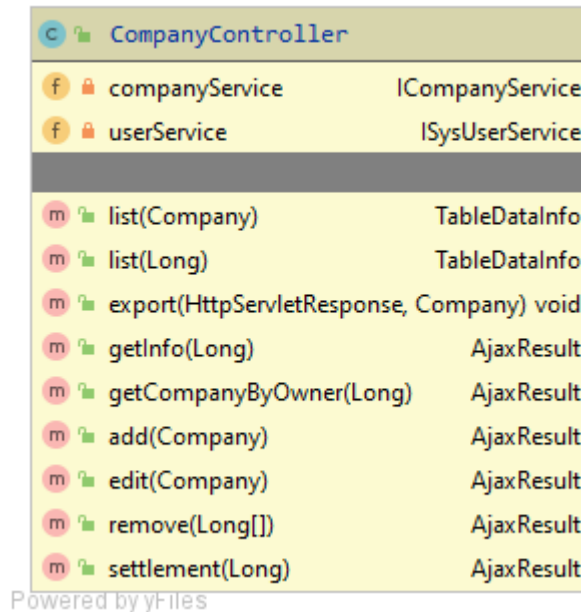 C CompanyController
f companyService ICompanyService
f userService ISysUserService
m list(Company) TableDataInfo
m list(Long) TableDataInfo
m export(HttpServletResponse, Company) void
m getInfo(Long) AjaxResult
m getCompanyByOwner(Long) AjaxResult
m add(Company) AjaxResult
m edit(Company) AjaxResult
m remove(Long[]) AjaxResult
m settlement(Long) AjaxResult
Powered by yFiles